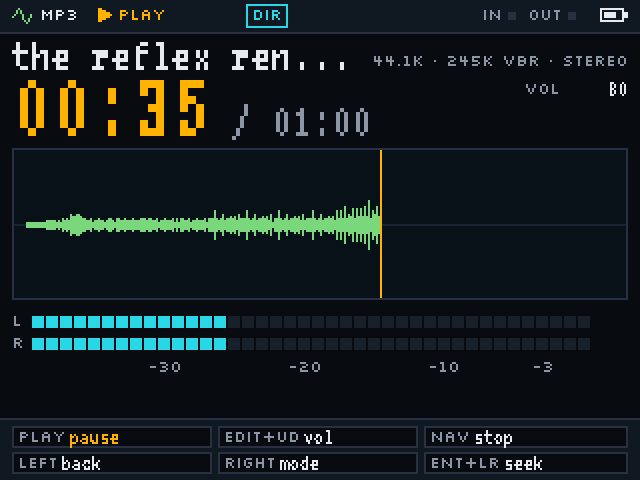 MP3 PLAY DIR IN OUT
the reflex ren... 44.1K · 245K VBR · STEREO
VOL 80
00:35 / 01:00
L
R
-30 -20 -10 -3
PLAY pause EDIT+UD vol NAV stop
LEFT back RIGHT mode ENT+LR seek